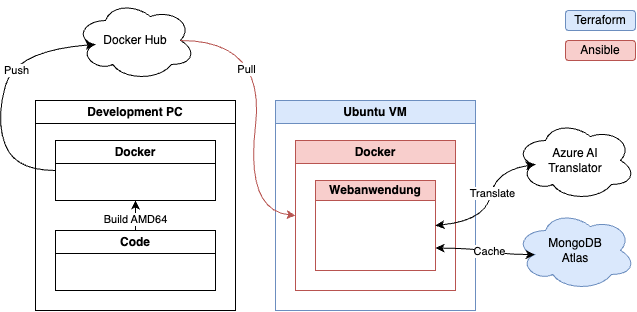 Docker Hub
Terraform
Ansible
Push
Pull
Development PC
Docker
Build AMD64
Code
Ubuntu VM
Docker
Webanwendung
Translate
Cache
Azure AI
Translator
MongoDB
Atlas